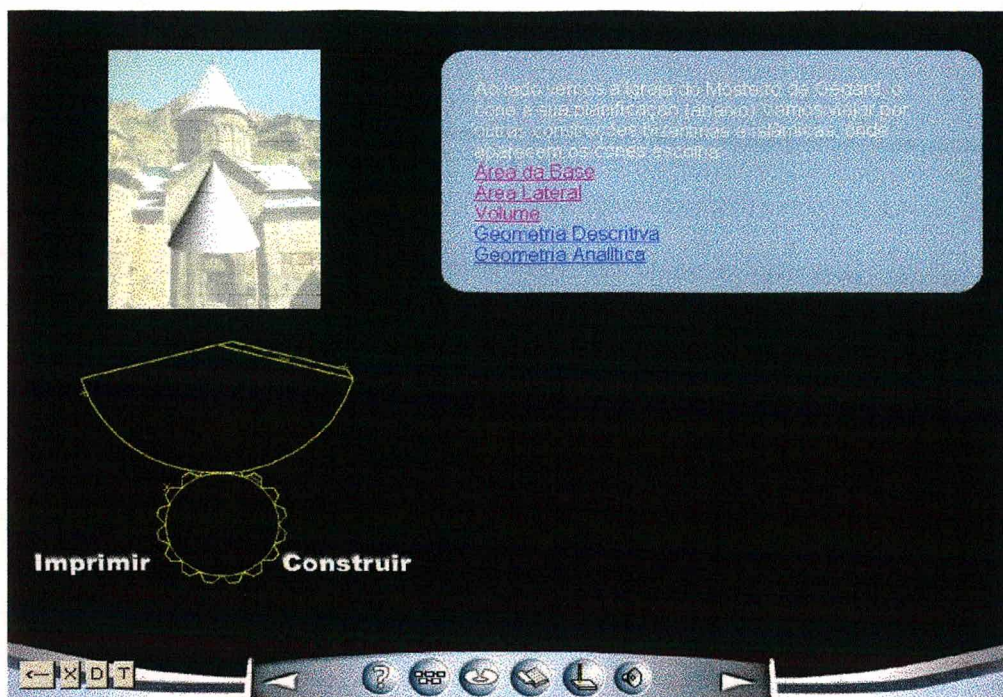 Ao lado vemos a Igreja do Mosteiro de Gegard, o
cone e sua planificação (abaixo). Vamos viajar por
outras construções bizantinas e islâmicas, onde
aparecem os cones escolha:
Área da Base
Área Lateral
Volume
Geometria Descritiva
Geometria Analítica
Imprimir
Construir
X D T
?